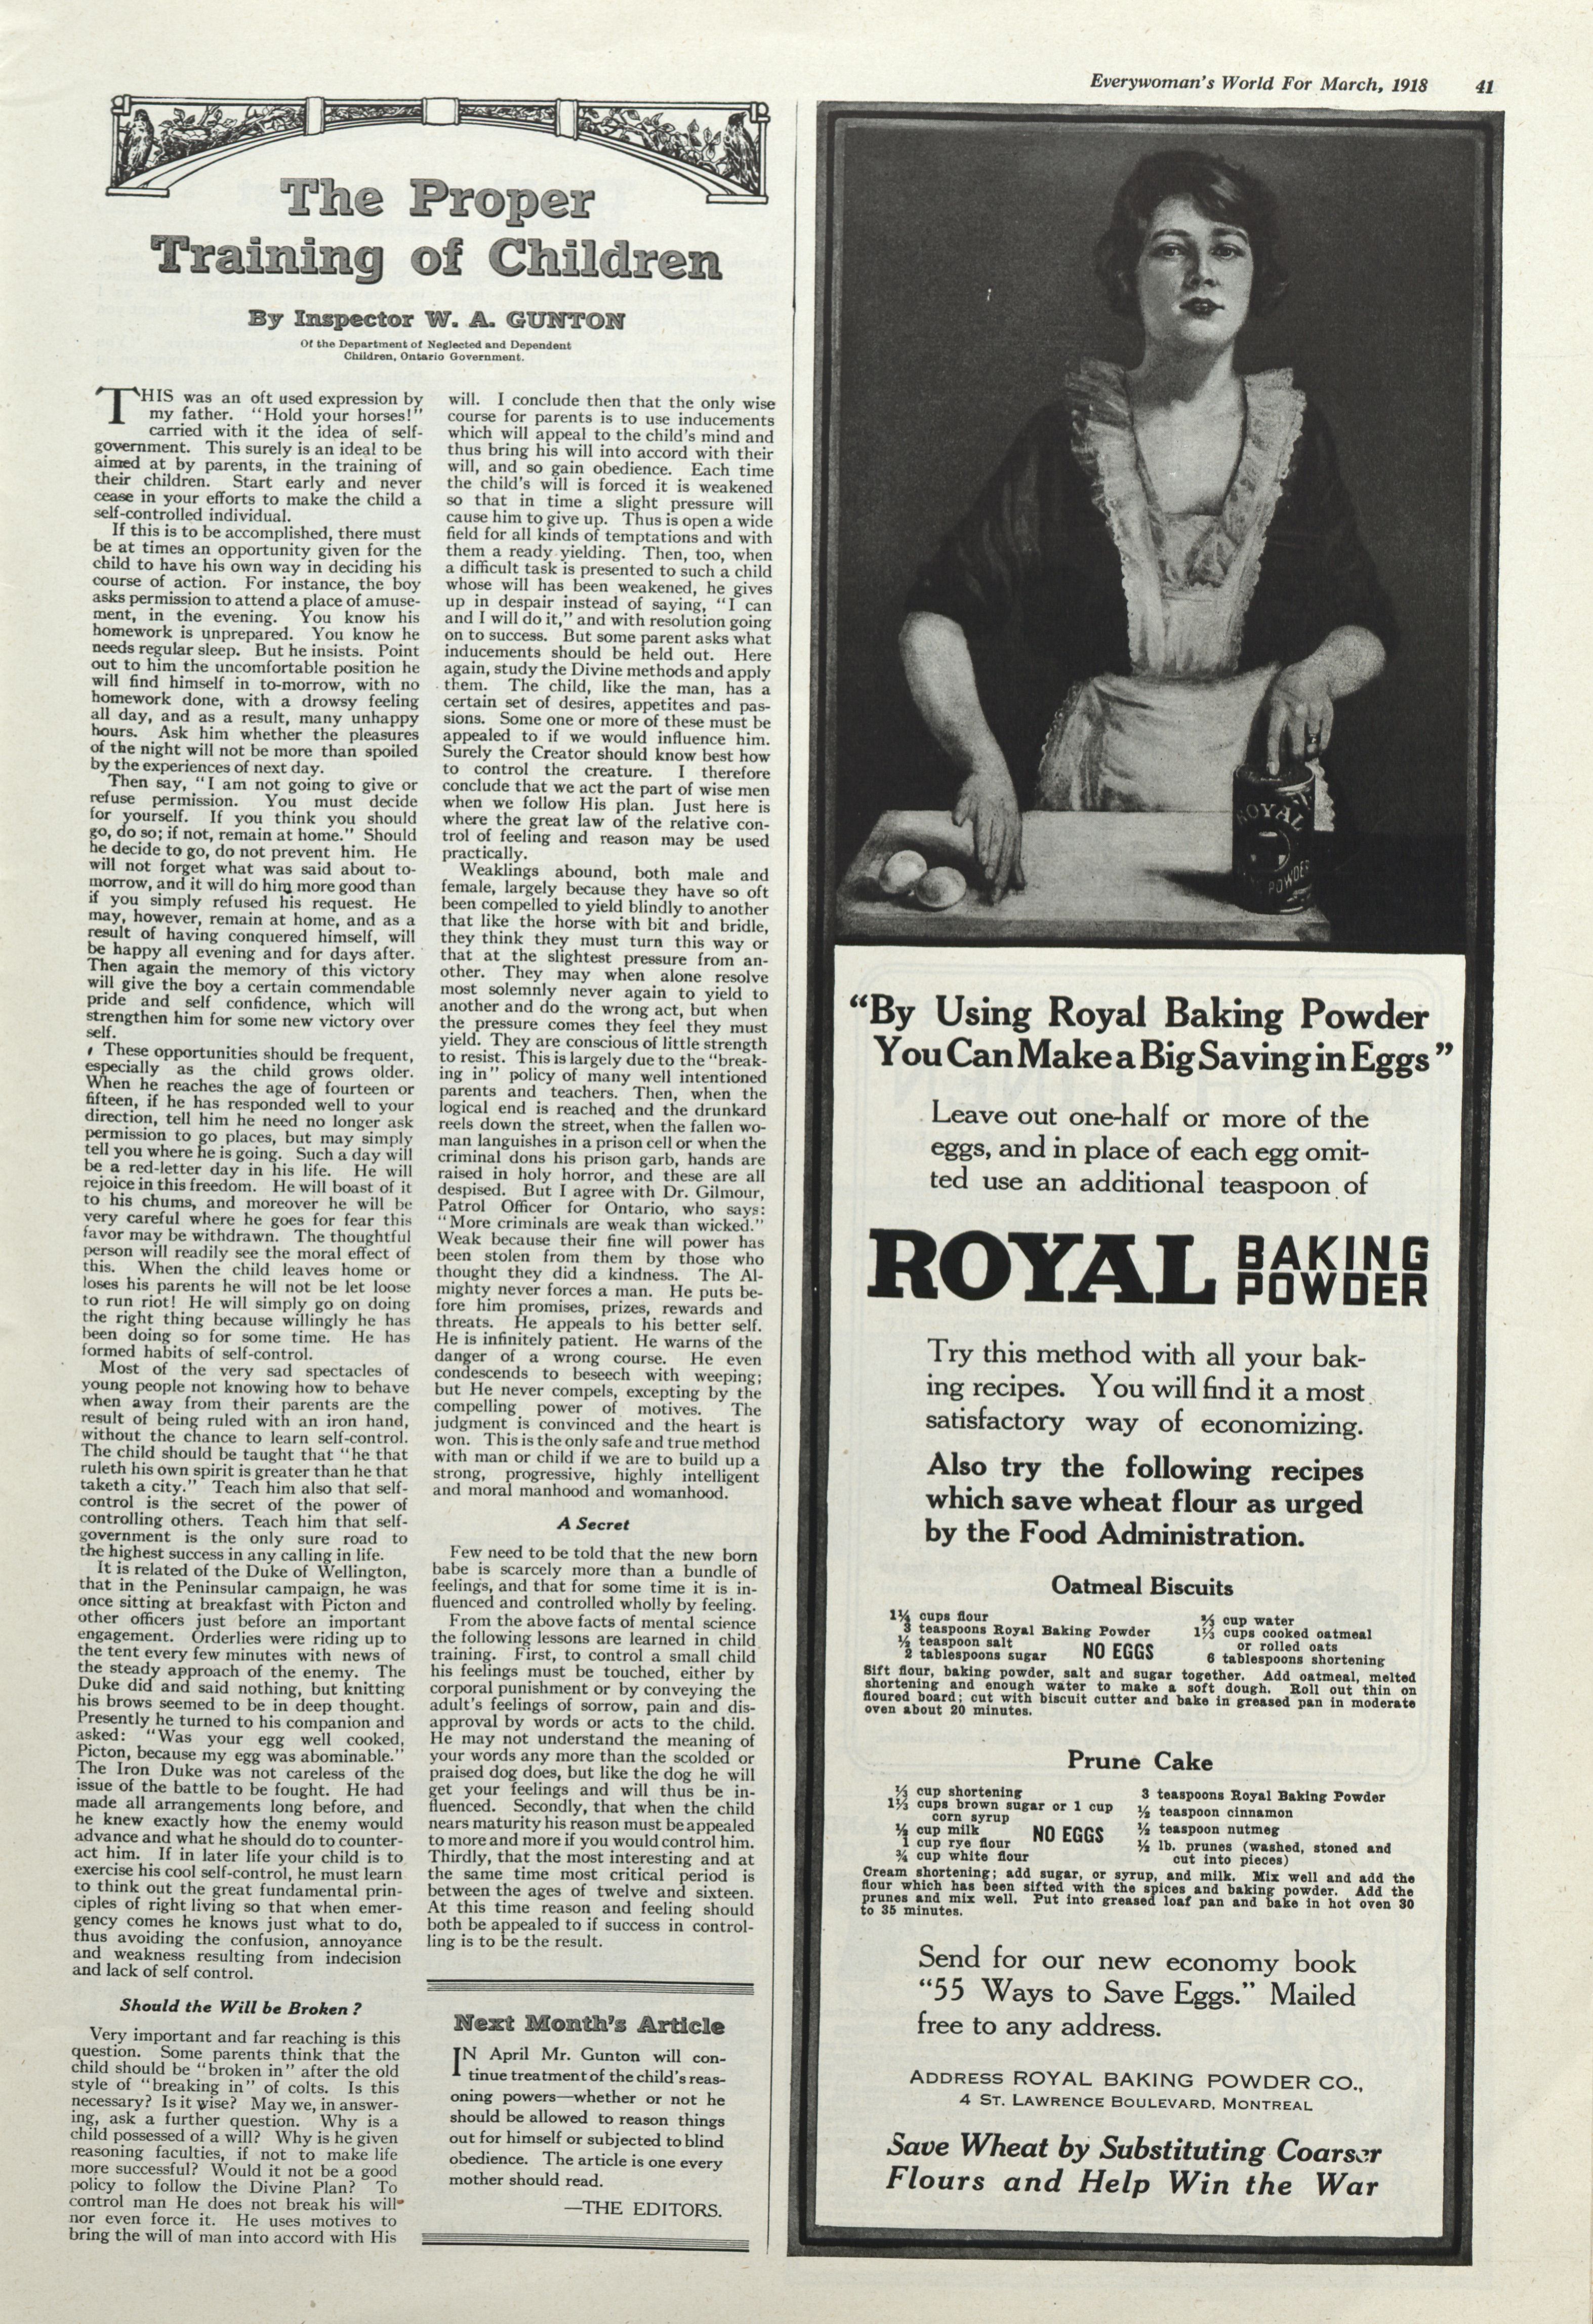 Everywoman's World For March, 1918 41
The Proper
Training of Children
By Inspector W. A. GUNTON
Of the Department of Neglected and Dependent
Children, Ontario Government.
THIS was an oft used expression by
my father. "Hold your horses!"
carried with it the idea of self-
government. This surely is an ideal to be
aimed at by parents, in the training of
their children. Start early and never
cease in your efforts to make the child a
self-controlled individual.
If this is to be accomplished, there must
be at times an opportunity given for the
child to have his own way in deciding his
course of action. For instance, the boy
asks permission to attend a place of amuse-
ment, in the evening. You know his
homework is unprepared. You know he
needs regular sleep. But he insists. Point
out to him the uncomfortable position he
will find himself in to-morrow, with no
homework done, with a drowsy feeling
all day, and as a result, many unhappy
hours. Ask him whether the pleasures
of the night will not be more than spoiled
by the experiences of next day.
Then say, "I am not going to give or
refuse permission. You must decide
for yourself. If you think you should
go, do so; if not, remain at home." Should
he decide to go, do not prevent him. He
will not forget what was said about to-
morrow, and it will do him more good than
if you simply refused his request. He
may, however, remain at home, and as a
result of having conquered himself, will
be happy all evening and for days after.
Then again the memory of this victory
will give the boy a certain commendable
pride and self confidence, which will
strengthen him for some new victory over
self.
These opportunities should be frequent,
especially as the child grows older.
When he reaches the age of fourteen or
fifteen, if he has responded well to your
direction, tell him he need no longer ask
permission to go places, but may simply
tell you where he is going. Such a day will
be a red-letter day in his life. He will
rejoice in this freedom. He will boast of it
to his chums, and moreover he will be
very careful where he goes for fear this
favor may be withdrawn. The thoughtful
person will readily see the moral effect of
this. When the child leaves home or
loses his parents he will not be let loose
to run riot! He will simply go on doing
the right thing because willingly he has
been doing so for some time. He has
formed habits of self-control.
Most of the very sad spectacles of
young people not knowing how to behave
when away from their parents are the
result of being ruled with an iron hand,
without the chance to learn self-control.
The child should be taught that "he that
ruleth his own spirit is greater than he that
taketh a city." Teach him also that self-
control is the secret of the power of
controlling others. Teach him that self-
government is the only sure road to
the highest success in any calling in life.
It is related of the Duke of Wellington,
that in the Peninsular campaign, he was
once sitting at breakfast with Picton and
other officers just before an important
engagement. Orderlies were riding up to
the tent every few minutes with news of
the steady approach of the enemy. The
Duke did and said nothing, but knitting
his brows seemed to be in deep thought.
Presently he turned to his companion and
asked: "Was your egg well cooked,
Picton, because my egg was abominable."
The Iron Duke was not careless of the
issue of the battle to be fought. He had
made all arrangements long before, and
he knew exactly how the enemy would
advance and what he should do to counter-
act him. If in later life your child is to
exercise his cool self-control, he must learn
to think out the great fundamental prin-
ciples of right living so that when emer-
gency comes he knows just what to do,
thus avoiding the confusion, annoyance
and weakness resulting from indecision
and lack of self control.
Should the Will be Broken?
Very important and far reaching is this
question. Some parents think that the
child should be "broken in" after the old
style of "breaking in" of colts. Is this
necessary? Is it wise? May we, in answer-
ing, ask a further question. Why is a
child possessed of a will? Why is he given
reasoning faculties, if not to make life
more successful? Would it not be a good
policy to follow the Divine Plan? To
control man He does not break his will
nor even force it. He uses motives to
bring the will of man into accord with His
will. I conclude then that the only wise
course for parents is to use inducements
which will appeal to the child's mind and
thus bring his will into accord with their
will, and so gain obedience. Each time
the child's will is forced it is weakened
so that in time a slight pressure will
cause him to give up. Thus is open a wide
field for all kinds of temptations and with
them a ready yielding. Then, too, when
a difficult task is presented to such a child
whose will has been weakened, he gives
up in despair instead of saying, "I can
and I will do it," and with resolution going
on to success. But some parent asks what
inducements should be held out. Here
again, study the Divine methods and apply
them. The child, like the man, has a
certain set of desires, appetites and pas-
sions. Some one or more of these must be
appealed to if we would influence him.
Surely the Creator should know best how
to control the creature. I therefore
conclude that we act the part of wise men
when we follow His plan. Just here is
where the great law of the relative con-
trol of feeling and reason may be used
practically.
Weaklings abound, both male and
female, largely because they have so oft
been compelled to yield blindly to another
that like the horse with bit and bridle,
they think they must turn this way or
that at the slightest pressure from an-
other. They may when alone resolve
most solemnly never again to yield to
another and do the wrong act, but when
the pressure comes they feel they must
yield. They are conscious of little strength
to resist. This is largely due to the "break-
ing in" policy of many well intentioned
parents and teachers. Then, when the
logical end is reached and the drunkard
reels down the street, when the fallen wo-
man languishes in a prison cell or when the
criminal dons his prison garb, hands are
raised in holy horror, and these are all
despised. But I agree with Dr. Gilmour,
Patrol Officer for Ontario, who says:
"More criminals are weak than wicked."
Weak because their fine will power has
been stolen from them by those who
thought they did a kindness. The Al-
mighty never forces a man. He puts be-
fore him promises, prizes, rewards and
threats. He appeals to his better self.
He is infinitely patient. He warns of the
danger of a wrong course. He even
condescends to beseech with weeping;
but He never compels, excepting by the
compelling power of motives. The
judgment is convinced and the heart is
won. This is the only safe and true method
with man or child if we are to build up a
strong, progressive, highly intelligent
and moral manhood and womanhood.
A Secret
Few need to be told that the new born
babe is scarcely more than a bundle of
feelings, and that for some time it is in-
fluenced and controlled wholly by feeling.
From the above facts of mental science
the following lessons are learned in child
training. First, to control a small child
his feelings must be touched, either by
corporal punishment or by conveying the
adult's feelings of sorrow, pain and dis-
approval by words or acts to the child.
He may not understand the meaning of
your words any more than the scolded or
praised dog does, but like the dog he will
get your feelings and will thus be in-
fluenced. Secondly, that when the child
nears maturity his reason must be appealed
to more and more if you would control him.
Thirdly, that the most interesting and at
the same time most critical period is
between the ages of twelve and sixteen.
At this time reason and feeling should
both be appealed to if success in control-
ling is to be the result.
Next Month's Article
IN April Mr. Gunton will con-
tinue treatment of the child's reas-
oning powers—whether or not he
should be allowed to reason things
out for himself or subjected to blind
obedience. The article is one every
mother should read.
—THE EDITORS.
ROYAL
POWDER
"By Using Royal Baking Powder
You Can Make a Big Saving in Eggs"
Leave out one-half or more of the
eggs, and in place of each egg omit-
ted use an additional teaspoon of
ROYAL BAKING
POWDER
Try this method with all your bak-
ing recipes. You will find it a most
satisfactory way of economizing.
Also try the following recipes
which save wheat flour as urged
by the Food Administration.
Oatmeal Biscuits
1¼ cups flour
3 teaspoons Royal Baking Powder
½ teaspoon salt
2 tablespoons sugar
NO EGGS
⅔ cup water
1⅓ cups cooked oatmeal
or rolled oats
6 tablespoons shortening
Sift flour, baking powder, salt and sugar together. Add oatmeal, melted
shortening and enough water to make a soft dough. Roll out thin on
floured board; cut with biscuit cutter and bake in greased pan in moderate
oven about 20 minutes.
Prune Cake
⅓ cup shortening
1⅓ cups brown sugar or 1 cup
corn syrup
½ cup milk
1 cup rye flour
¾ cup white flour
NO EGGS
3 teaspoons Royal Baking Powder
½ teaspoon cinnamon
½ teaspoon nutmeg
½ lb. prunes (washed, stoned and
cut into pieces)
Cream shortening; add sugar, or syrup, and milk. Mix well and add the
flour which has been sifted with the spices and baking powder. Add the
prunes and mix well. Put into greased loaf pan and bake in hot oven 30
to 35 minutes.
Send for our new economy book
"55 Ways to Save Eggs." Mailed
free to any address.
ADDRESS ROYAL BAKING POWDER CO.,
4 ST. LAWRENCE BOULEVARD, MONTREAL
Save Wheat by Substituting Coarser
Flours and Help Win the War